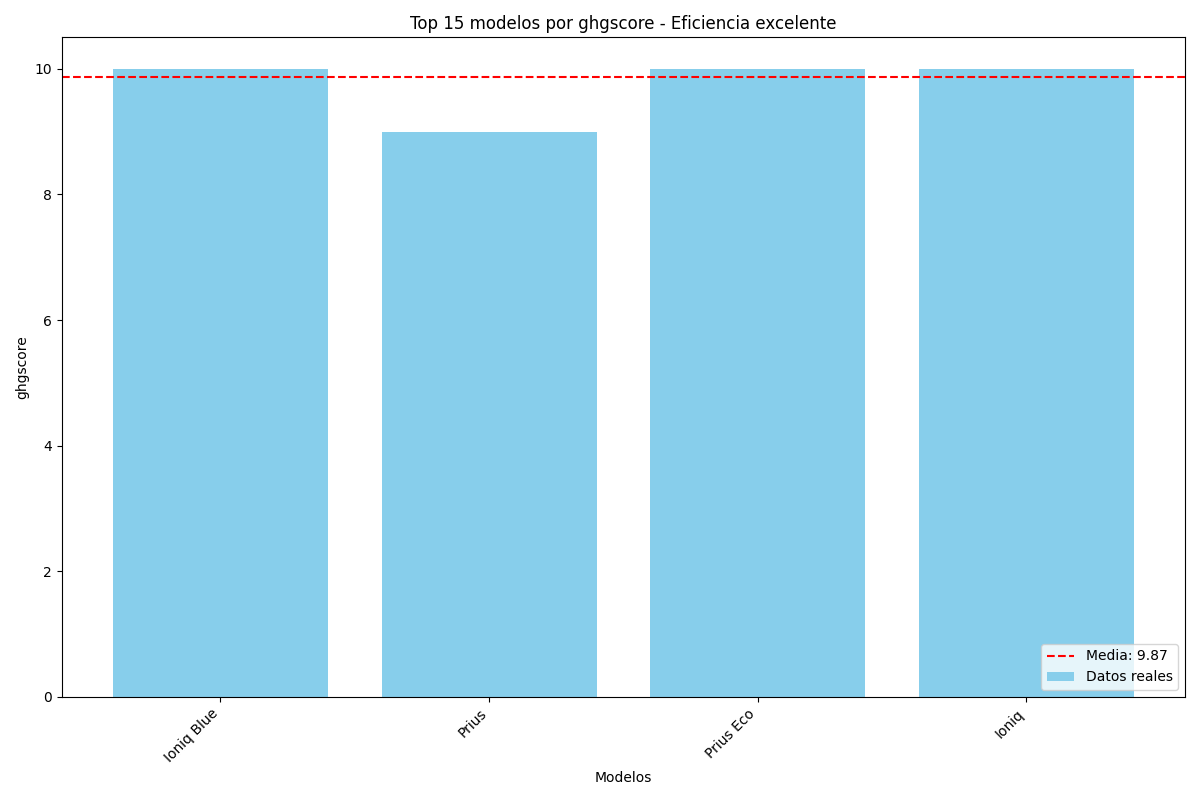 Top 15 modelos por ghgscore - Eficiencia excelente
ghgscore
10
8
6
4
2
0
Media: 9.87
Datos reales
Ioniq Blue
Prius
Prius Eco
Ioniq
Modelos